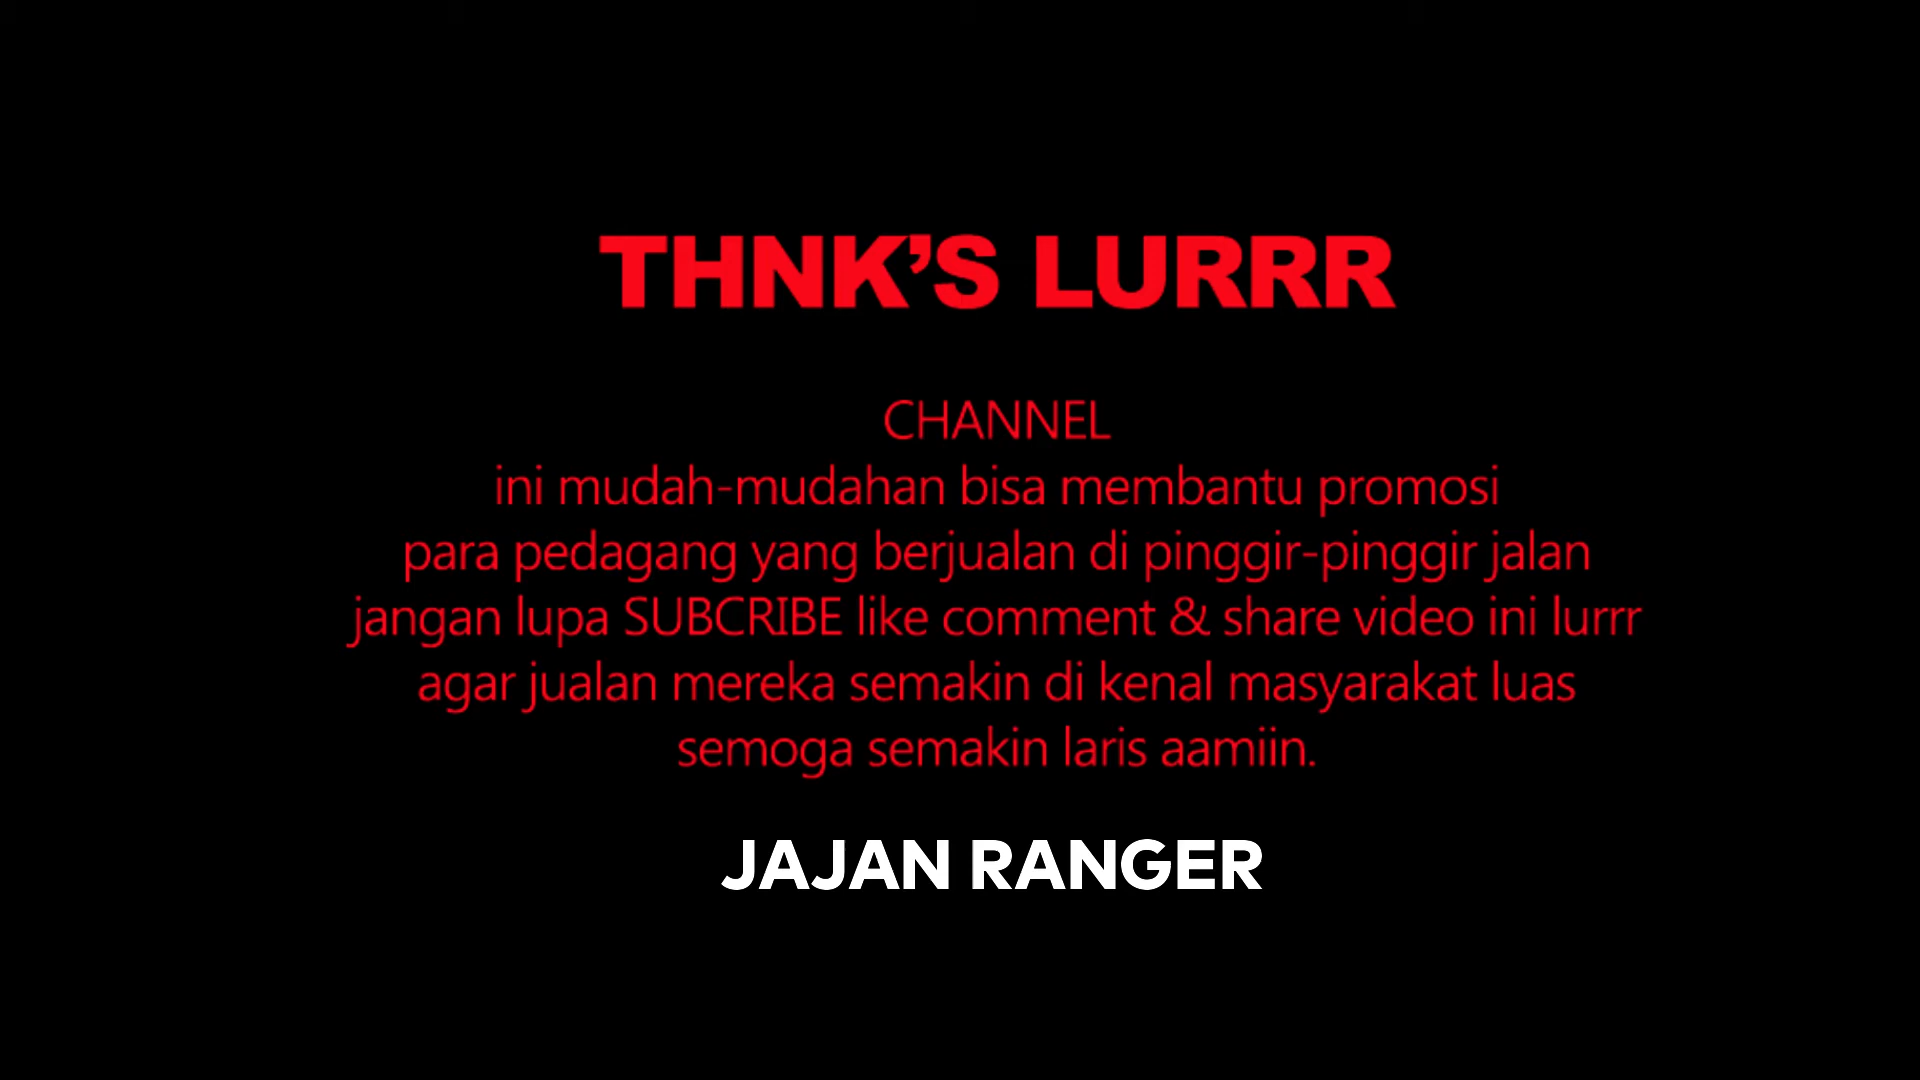 THNK’S LURRR
CHANNEL
ini mudah-mudahan bisa membantu promosi
para pedagang yang berjualan di pinggir-pinggir jalan
jangan lupa SUBCRIBE like comment & share video ini lurrr
agar jualan mereka semakin di kenal masyarakat luas
semoga semakin laris aamiin.
JAJAN RANGER